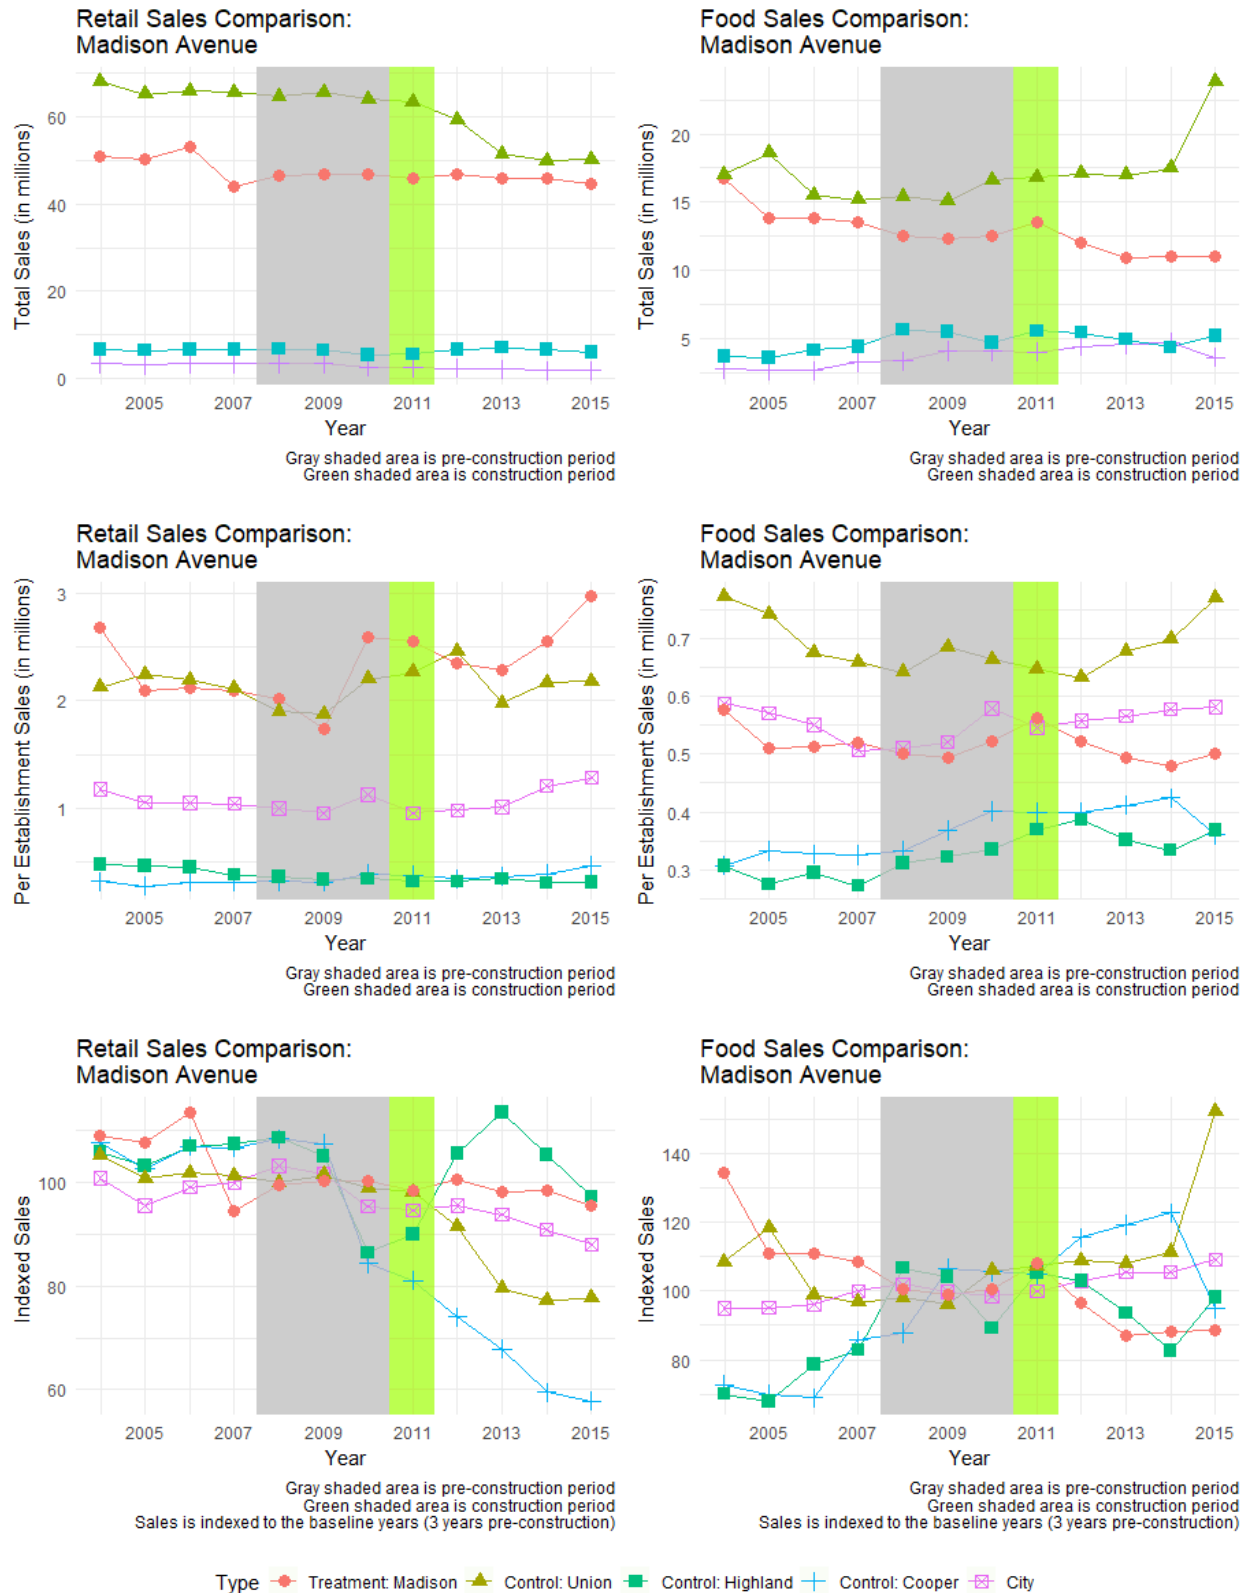 Retail Sales Comparison:
Madison Avenue
Total Sales (in millions)
60
40
20
0
2005 2007 2009 2011 2013 2015
Year
Gray shaded area is pre-construction period
Green shaded area is construction period
Food Sales Comparison:
Madison Avenue
Total Sales (in millions)
20
15
10
5
2005 2007 2009 2011 2013 2015
Year
Gray shaded area is pre-construction period
Green shaded area is construction period
Retail Sales Comparison:
Madison Avenue
Per Establishment Sales (in millions)
3
2
1
2005 2007 2009 2011 2013 2015
Year
Gray shaded area is pre-construction period
Green shaded area is construction period
Food Sales Comparison:
Madison Avenue
Per Establishment Sales (in millions)
0.7
0.6
0.5
0.4
0.3
2005 2007 2009 2011 2013 2015
Year
Gray shaded area is pre-construction period
Green shaded area is construction period
Retail Sales Comparison:
Madison Avenue
Indexed Sales
100
80
60
2005 2007 2009 2011 2013 2015
Year
Gray shaded area is pre-construction period
Green shaded area is construction period
Sales is indexed to the baseline years (3 years pre-construction)
Food Sales Comparison:
Madison Avenue
Indexed Sales
140
120
100
80
2005 2007 2009 2011 2013 2015
Year
Gray shaded area is pre-construction period
Green shaded area is construction period
Sales is indexed to the baseline years (3 years pre-construction)
Type Treatment: Madison Control: Union Control: Highland Control: Cooper City